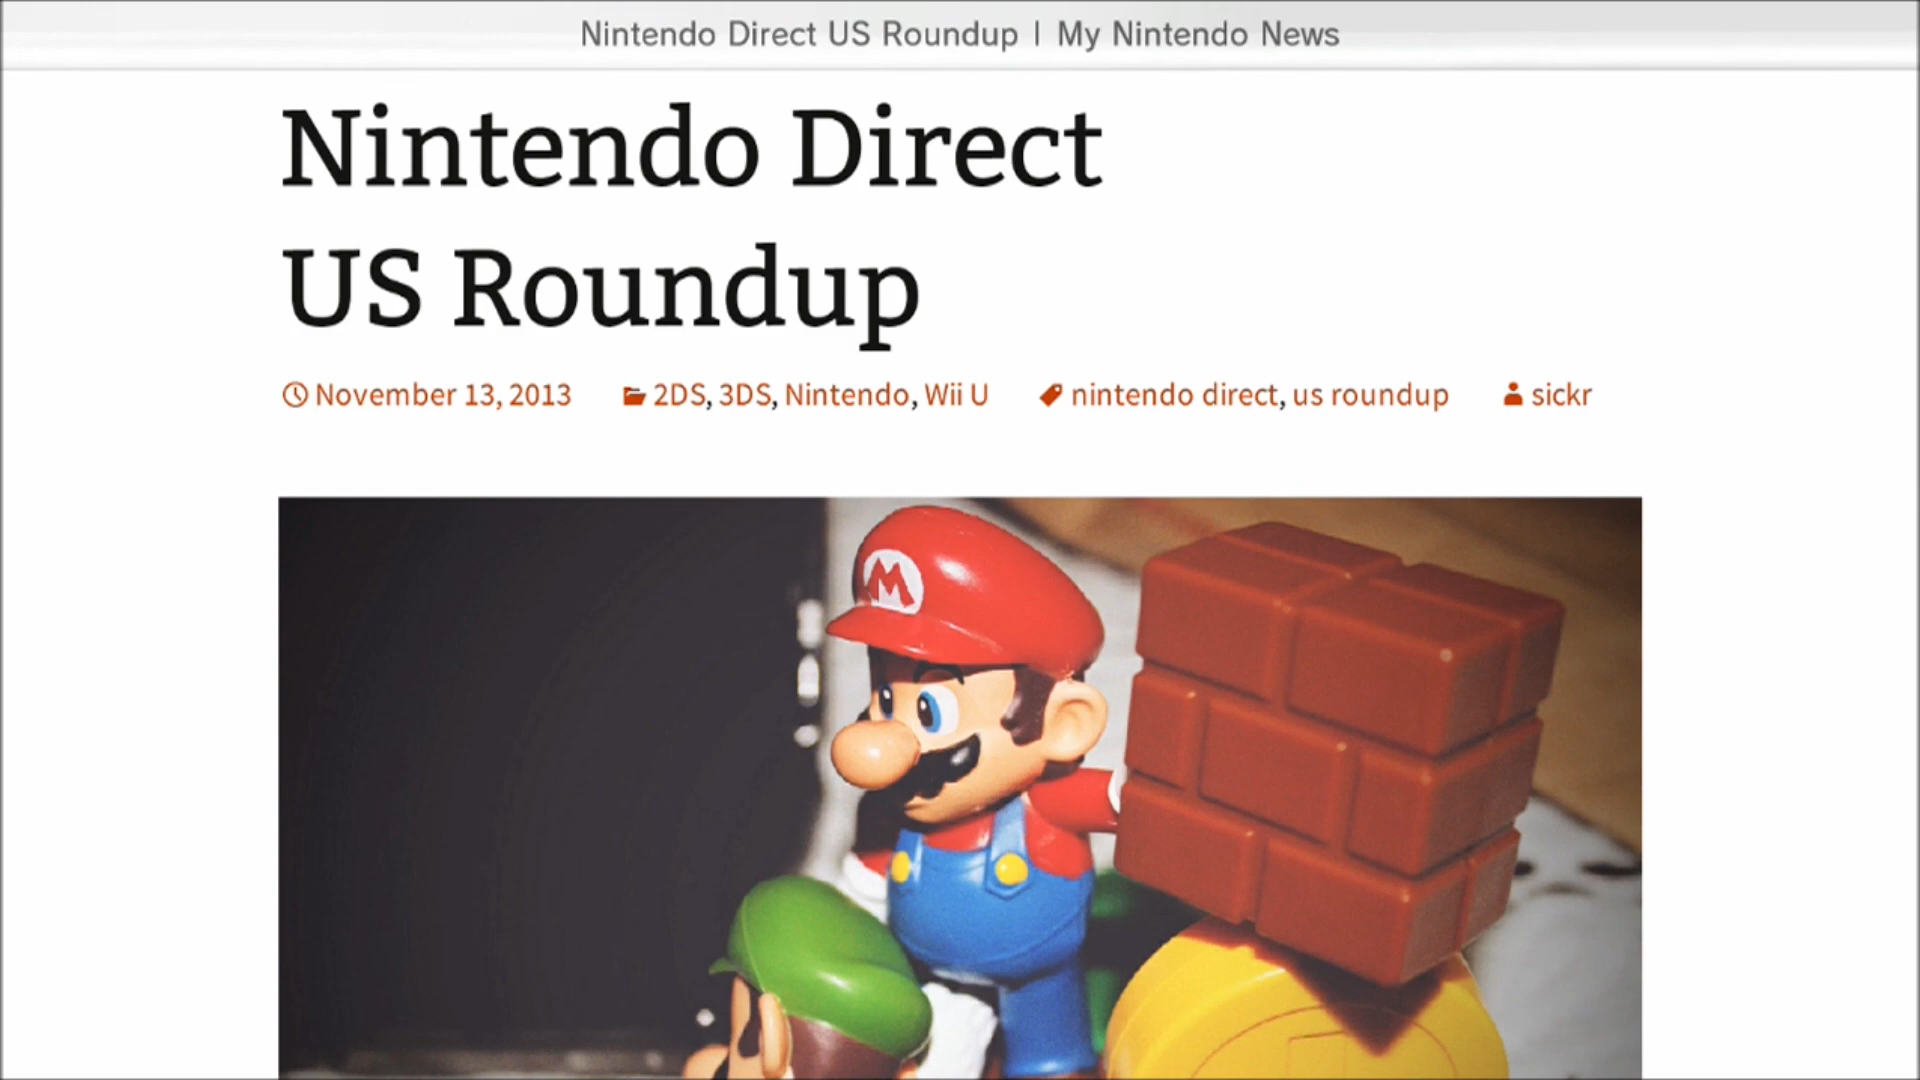 Nintendo Direct US Roundup | My Nintendo News
Nintendo Direct
US Roundup
November 13, 2013 2DS, 3DS, Nintendo, Wii U nintendo direct, us roundup sickr
M